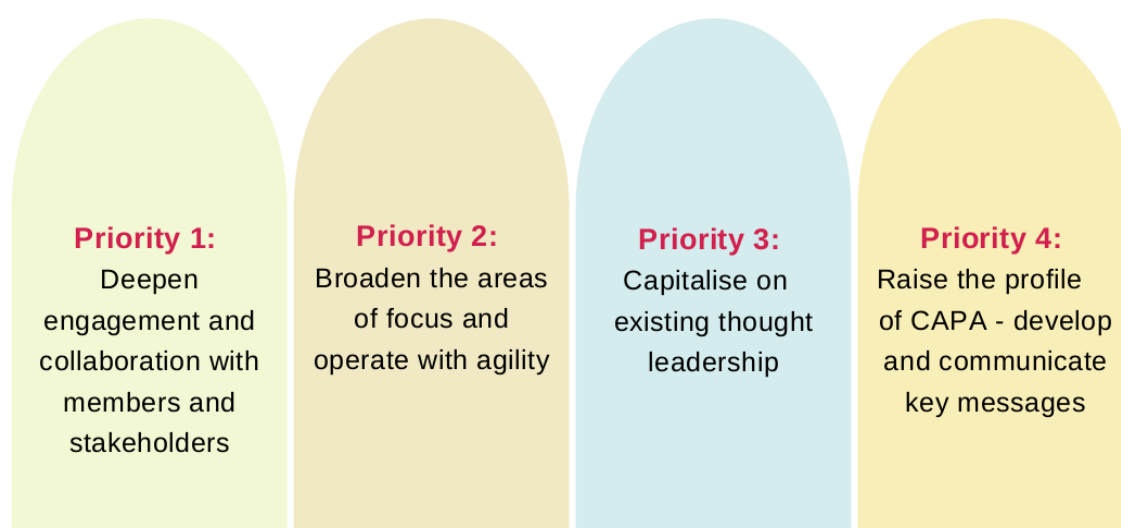 Priority 1:
Deepen
engagement and
collaboration with
members and
stakeholders
Priority 2:
Broaden the areas
of focus and
operate with agility
Priority 3:
Capitalise on
existing thought
leadership
Priority 4:
Raise the profile
of CAPA - develop
and communicate
key messages